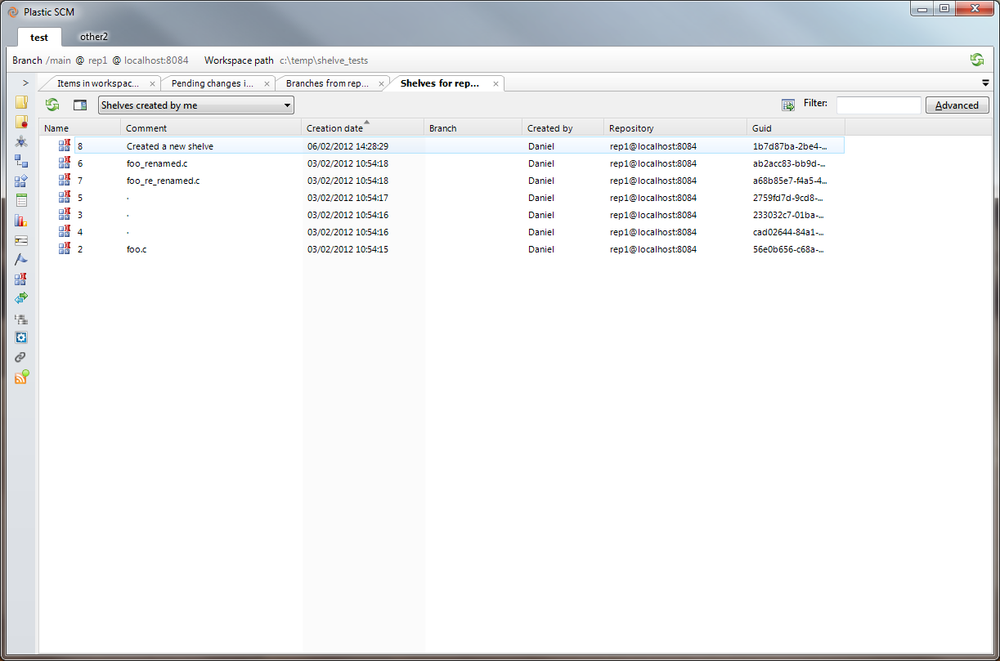 Plastic SCM
test other2
Branch /main @ rep1 @ localhost:8084 Workspace path c:\temp\shelve_tests
> Items in workspac... × Pending changes i... × Branches from rep... × Shelves for rep... ×
Shelves created by me Filter: Advanced
Name Comment Creation date Branch Created by Repository Guid
8 Created a new shelve 06/02/2012 14:28:29 Daniel rep1@localhost:8084 1b7d87ba-2be4-...
6 foo_renamed.c 03/02/2012 10:54:18 Daniel rep1@localhost:8084 ab2acc83-bb9d-...
7 foo_re_renamed.c 03/02/2012 10:54:18 Daniel rep1@localhost:8084 a68b85e7-f4a5-4...
5 . 03/02/2012 10:54:17 Daniel rep1@localhost:8084 2759fd7d-9cd8-...
3 . 03/02/2012 10:54:16 Daniel rep1@localhost:8084 233032c7-01ba-...
4 . 03/02/2012 10:54:16 Daniel rep1@localhost:8084 cad02644-84a1-...
2 foo.c 03/02/2012 10:54:15 Daniel rep1@localhost:8084 56e0b656-c68a-...